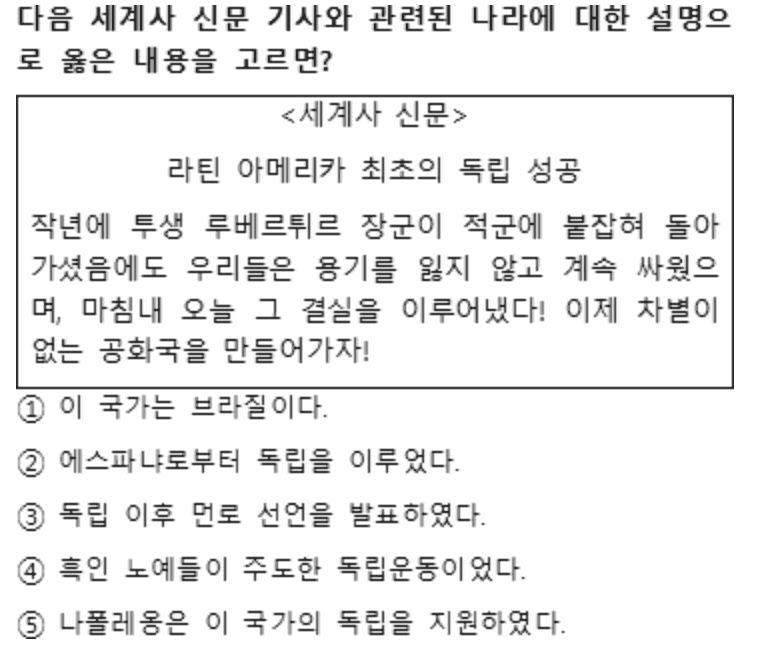 다음 세계사 신문 기사와 관련된 나라에 대한 설명으
로 옳은 내용을 고르면?
<세계사 신문>
라틴 아메리카 최초의 독립 성공
작년에 투생 루베르튀르 장군이 적군에 붙잡혀 돌아
가셨음에도 우리들은 용기를 잃지 않고 계속 싸웠으
며, 마침내 오늘 그 결실을 이루어냈다! 이제 차별이
없는 공화국을 만들어가자!
① 이 국가는 브라질이다.
② 에스파냐로부터 독립을 이루었다.
③ 독립 이후 먼로 선언을 발표하였다.
④ 흑인 노예들이 주도한 독립운동이었다.
⑤ 나폴레옹은 이 국가의 독립을 지원하였다.